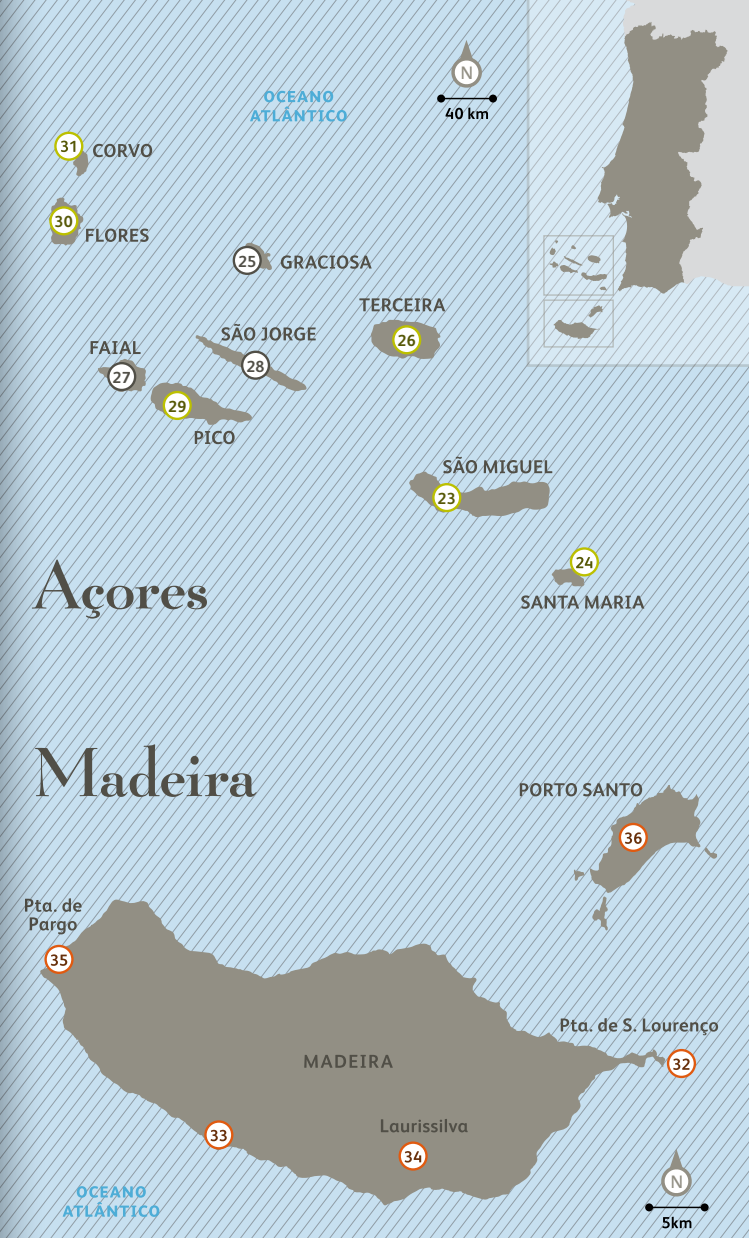 N
OCEANO
ATLÂNTICO
40 km
31
CORVO
30
FLORES
25
GRACIOSA
TERCEIRA
26
SÃO JORGE
28
FAIAL
27
29
PICO
SÃO MIGUEL
23
24
SANTA MARIA
Açores
Madeira
PORTO SANTO
36
Pta. de
Pargo
35
Pta. de S. Lourenço
32
MADEIRA
Laurissilva
33
34
OCEANO
ATLÂNTICO
N
5km